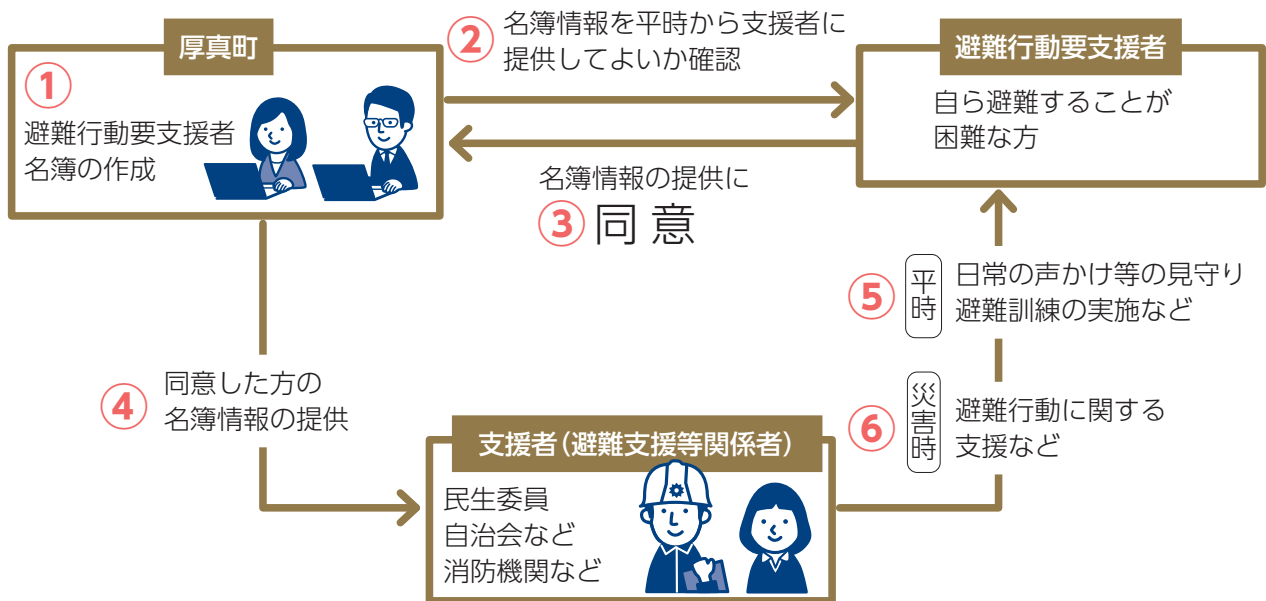 厚真町
①
避難行動要支援者
名簿の作成
② 名簿情報を平時から支援者に
提供してよいか確認
避難行動要支援者
自ら避難することが
困難な方
名簿情報の提供に
③ 同意
④ 同意した方の
名簿情報の提供
支援者（避難支援等関係者）
民生委員
自治会など
消防機関など
⑤ 平時 日常の声かけ等の見守り
避難訓練の実施など
⑥ 災害時 避難行動に関する
支援など